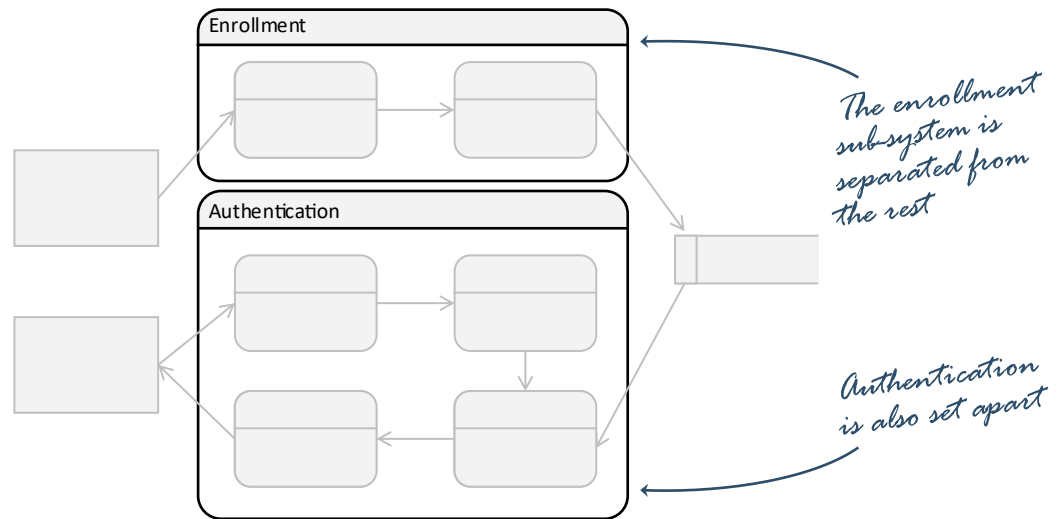 Enrollment
The enrollment
sub-system is
separated from
the rest
Authentication
Authentication
is also set apart